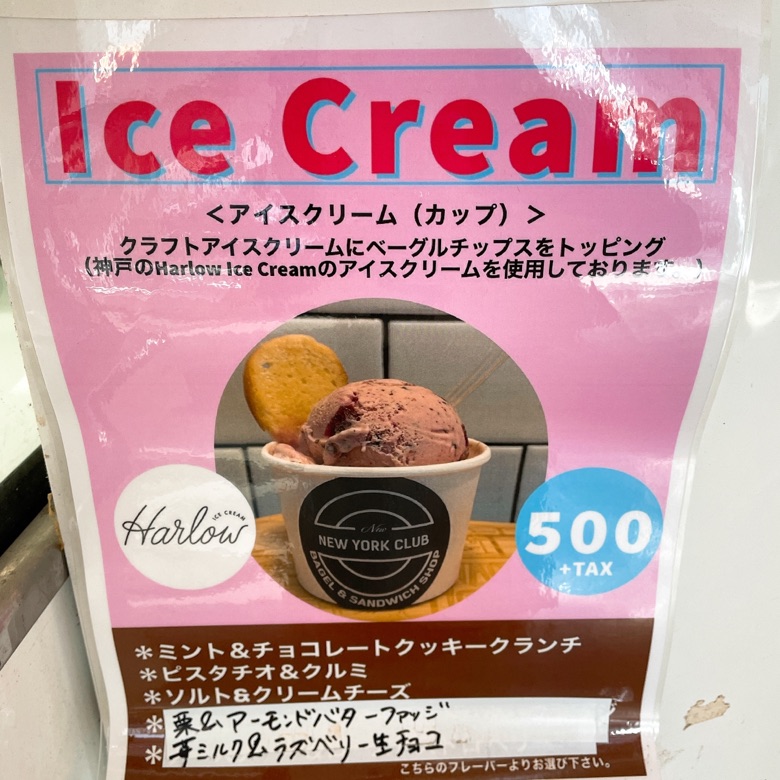 Ice Cream
＜アイスクリーム（カップ）＞
クラフトアイスクリームにベーグルチップスをトッピング
（神戸のHarlow Ice Creamのアイスクリームを使用しております。）
Harlow
ICE CREAM
New
NEW YORK CLUB
BAGEL & SANDWICH SHOP
500
+TAX
＊ミント＆チョコレートクッキークランチ
＊ピスタチオ＆クルミ
＊ソルト&クリームチーズ
＊栗&アーモンドバターファッジ
＊苺ミルク&ラズベリー生チョコ
こちらのフレーバーよりお選び下さい。